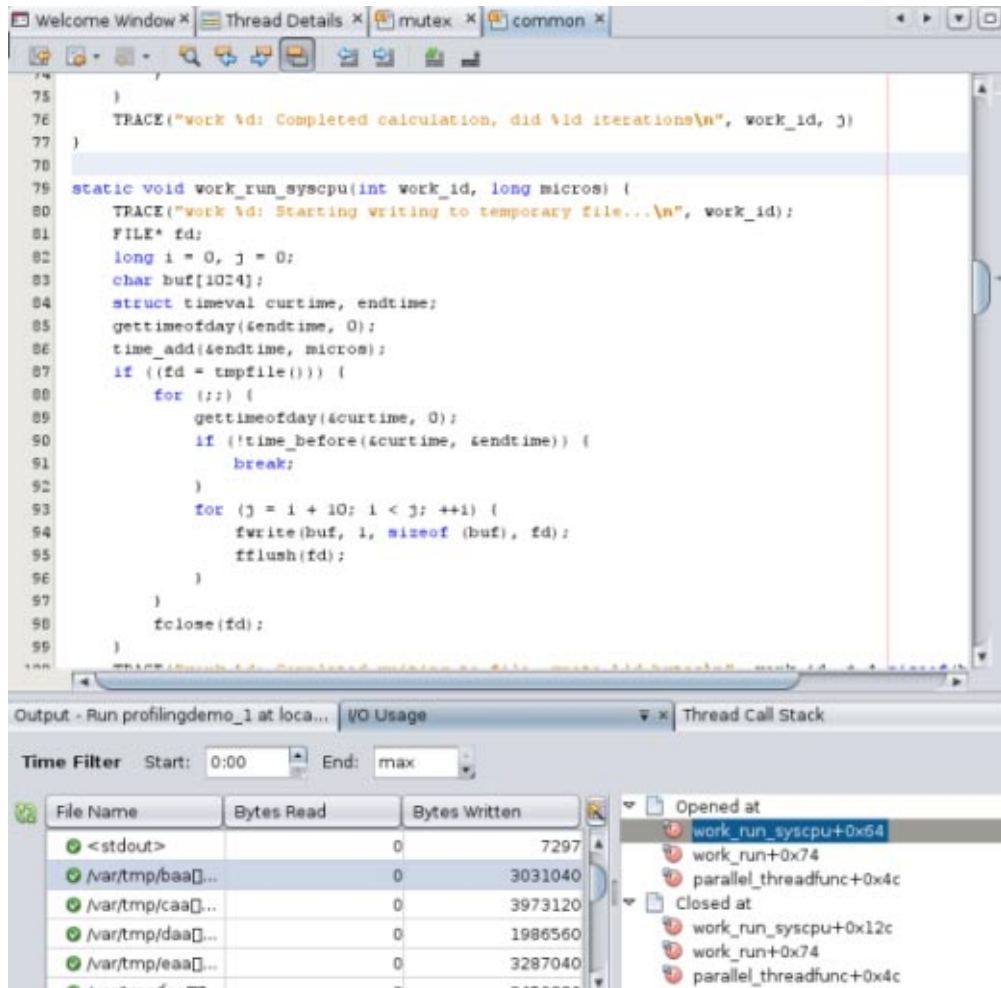 Welcome Window
Thread Details
mutex
common
74 }
75 }
76 TRACE("work %d: Completed calculation, did %ld iterations\n", work_id, j)
77 }
78
79 static void work_run_syscpu(int work_id, long micros) {
80 TRACE("work %d: Starting writing to temporary file...\n", work_id);
81 FILE* fd;
82 long i = 0, j = 0;
83 char buf[1024];
84 struct timeval curtime, endtime;
85 gettimeofday(&endtime, 0);
86 time_add(&endtime, micros);
87 if ((fd = tmpfile())) {
88 for (;;) {
89 gettimeofday(&curtime, 0);
90 if (!time_before(&curtime, &endtime)) {
91 break;
92 }
93 for (j = i + 10; i < j; ++i) {
94 fwrite(buf, 1, sizeof (buf), fd);
95 fflush(fd);
96 }
97 }
98 fclose(fd);
99 }
Output - Run profilingdemo_1 at loca...
I/O Usage
Thread Call Stack
Time Filter Start: 0:00 End: max
File Name Bytes Read Bytes Written
<stdout> 0 7297
/var/tmp/baa▯... 0 3031040
/var/tmp/caa▯... 0 3973120
/var/tmp/daa▯... 0 1986560
/var/tmp/eaa▯... 0 3287040
Opened at
work_run_syscpu+0x64
work_run+0x74
parallel_threadfunc+0x4c
Closed at
work_run_syscpu+0x12c
work_run+0x74
parallel_threadfunc+0x4c